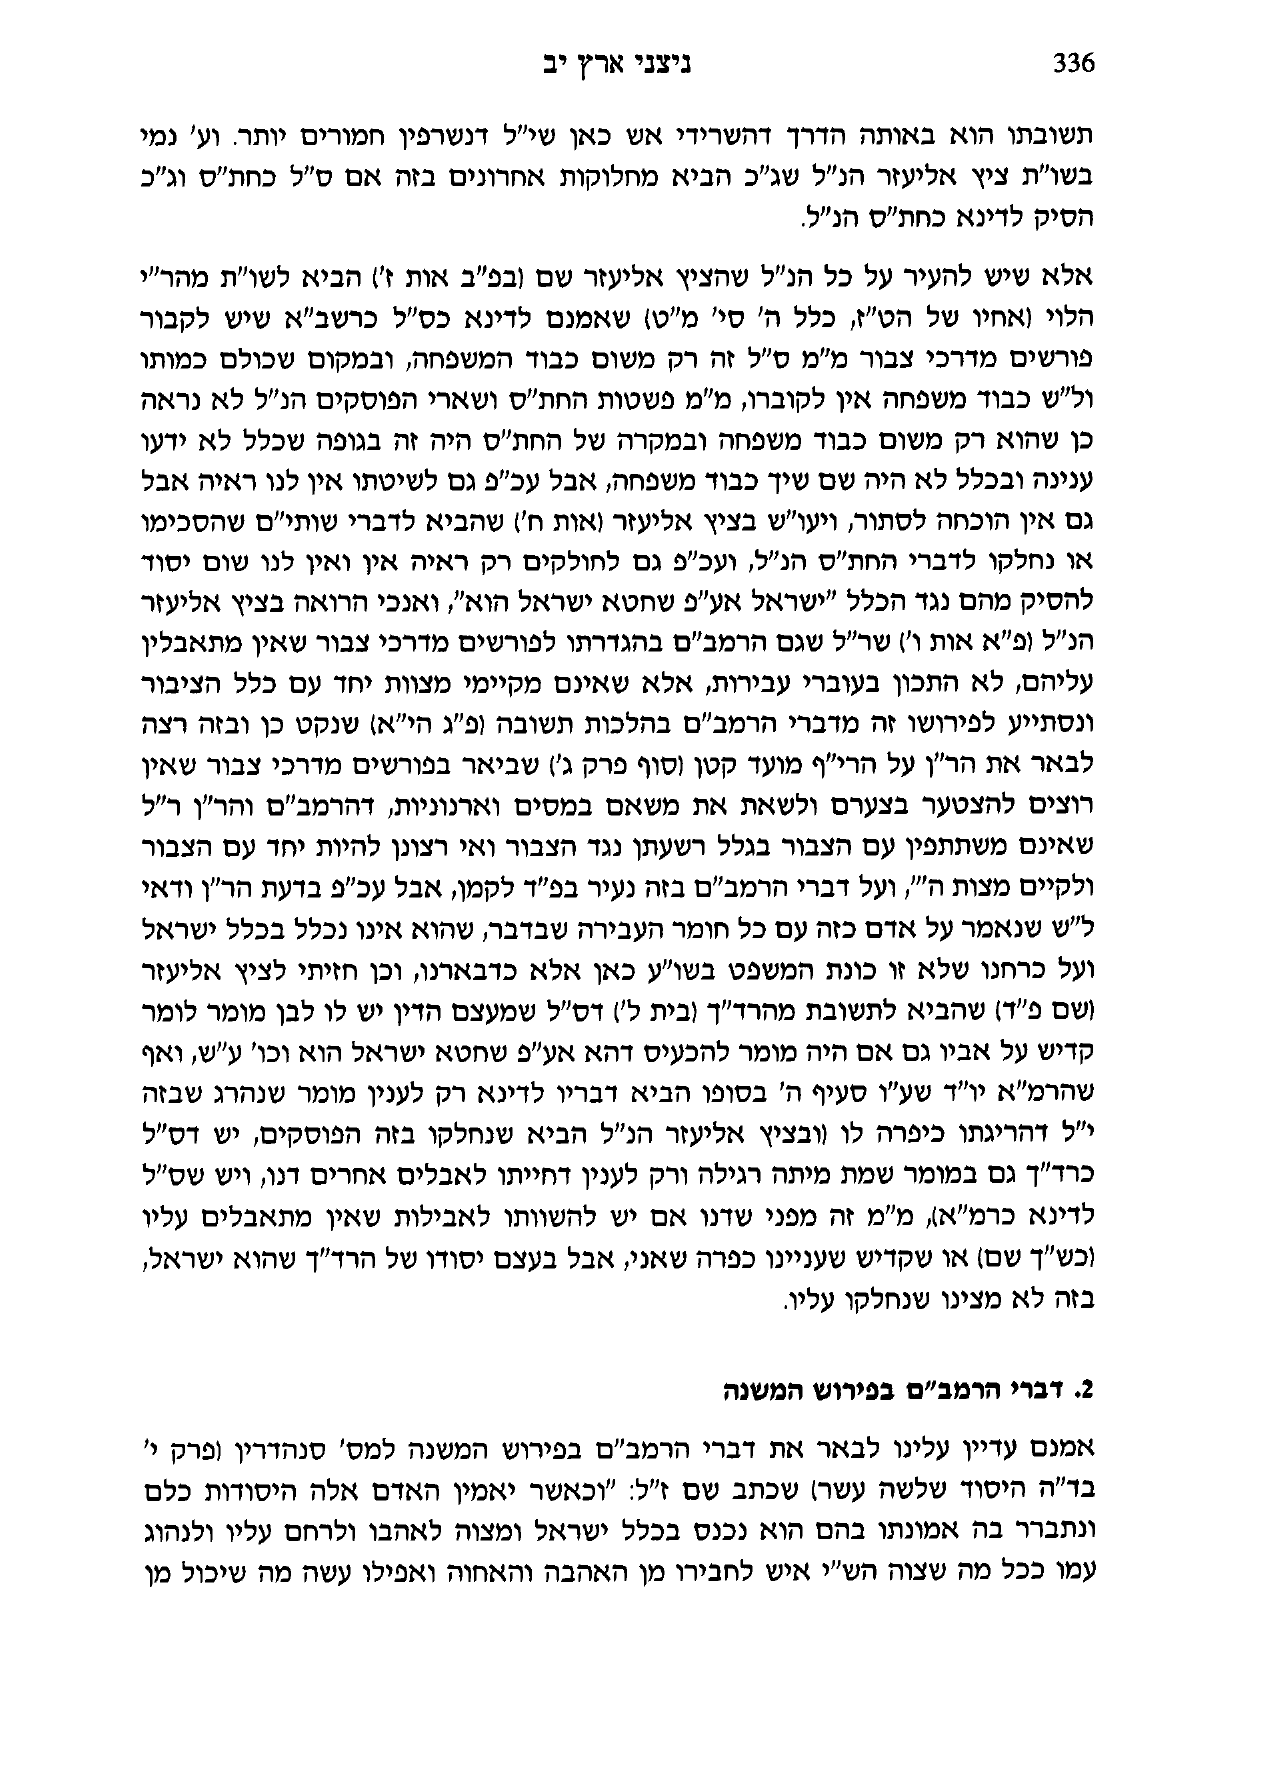 336
ניצני ארץ יב
תשובתו הוא באותה הדרך דהשרידי אש כאן שי"ל דנשרפין חמורים יותר. וע' נמי
בשו"ת ציץ אליעזר הנ"ל שג"כ הביא מחלוקות אחרונים בזה אם ס"ל כחת"ס וג"כ
הסיק לדינא כחת"ס הנ"ל.
אלא שיש להעיר על כל הנ"ל שהציץ אליעזר שם (בפ"ב אות ז') הביא לשו"ת מהר"י
הלוי (אחיו של הט"ז, כלל ה' סי' מ"ט) שאמנם לדינא כס"ל כרשב"א שיש לקבור
פורשים מדרכי צבור מ"מ ס"ל זה רק משום כבוד המשפחה, ובמקום שכולם כמותו
ול"ש כבוד משפחה אין לקוברו, מ"מ פשטות החת"ס ושארי הפוסקים הנ"ל לא נראה
כן שהוא רק משום כבוד משפחה ובמקרה של החת"ס היה זה בגופה שכלל לא ידעו
ענינה ובכלל לא היה שם שיך כבוד משפחה, אבל עכ"פ גם לשיטתו אין לנו ראיה אבל
גם אין הוכחה לסתור, ויעו"ש בציץ אליעזר (אות ח') שהביא לדברי שותי"ם שהסכימו
או נחלקו לדברי החת"ס הנ"ל, ועכ"פ גם לחולקים רק ראיה אין ואין לנו שום יסוד
להסיק מהם נגד הכלל "ישראל אע"פ שחטא ישראל הוא", ואנכי הרואה בציץ אליעזר
הנ"ל (פ"א אות ו') שר"ל שגם הרמב"ם בהגדרתו לפורשים מדרכי צבור שאין מתאבלין
עליהם, לא התכון בעוברי עבירות, אלא שאינם מקיימי מצוות יחד עם כלל הציבור
ונסתייע לפירושו זה מדברי הרמב"ם בהלכות תשובה (פ"ג הי"א) שנקט כן ובזה רצה
לבאר את הר"ן על הרי"ף מועד קטן (סוף פרק ג') שביאר בפורשים מדרכי צבור שאין
רוצים להצטער בצערם ולשאת את משאם במסים וארנוניות, דהרמב"ם והר"ן ר"ל
שאינם משתתפין עם הצבור בגלל רשעתן נגד הצבור ואי רצונן להיות יחד עם הצבור
ולקיים מצות ה'", ועל דברי הרמב"ם בזה נעיר בפ"ד לקמן, אבל עכ"פ בדעת הר"ן ודאי
ל"ש שנאמר על אדם כזה עם כל חומר העבירה שבדבר, שהוא אינו נכלל בכלל ישראל
ועל כרחנו שלא זו כונת המשפט בשו"ע כאן אלא כדבארנו, וכן חזיתי לציץ אליעזר
(שם פ"ד) שהביא לתשובת מהרד"ך (בית ל') דס"ל שמעצם הדין יש לו לבן מומר לומר
קדיש על אביו גם אם היה מומר להכעיס דהא אע"פ שחטא ישראל הוא וכו' ע"ש, ואף
שהרמ"א יו"ד שע"ו סעיף ה' בסופו הביא דבריו לדינא רק לענין מומר שנהרג שבזה
י"ל דהריגתו כיפרה לו (ובציץ אליעזר הנ"ל הביא שנחלקו בזה הפוסקים, יש דס"ל
כרד"ך גם במומר שמת מיתה רגילה ורק לענין דחייתו לאבלים אחרים דנו, ויש שס"ל
לדינא כרמ"א), מ"מ זה מפני שדנו אם יש להשוותו לאבילות שאין מתאבלים עליו
(כש"ך שם) או שקדיש שעניינו כפרה שאני, אבל בעצם יסודו של הרד"ך שהוא ישראל,
בזה לא מצינו שנחלקו עליו.
2. דברי הרמב"ם בפירוש המשנה
אמנם עדיין עלינו לבאר את דברי הרמב"ם בפירוש המשנה למס' סנהדרין (פרק י'
בד"ה היסוד שלשה עשר) שכתב שם ז"ל: "וכאשר יאמין האדם אלה היסודות כלם
ונתברר בה אמונתו בהם הוא נכנס בכלל ישראל ומצוה לאהבו ולרחם עליו ולנהוג
עמו ככל מה שצוה הש"י איש לחבירו מן האהבה והאחוה ואפילו עשה מה שיכול מן